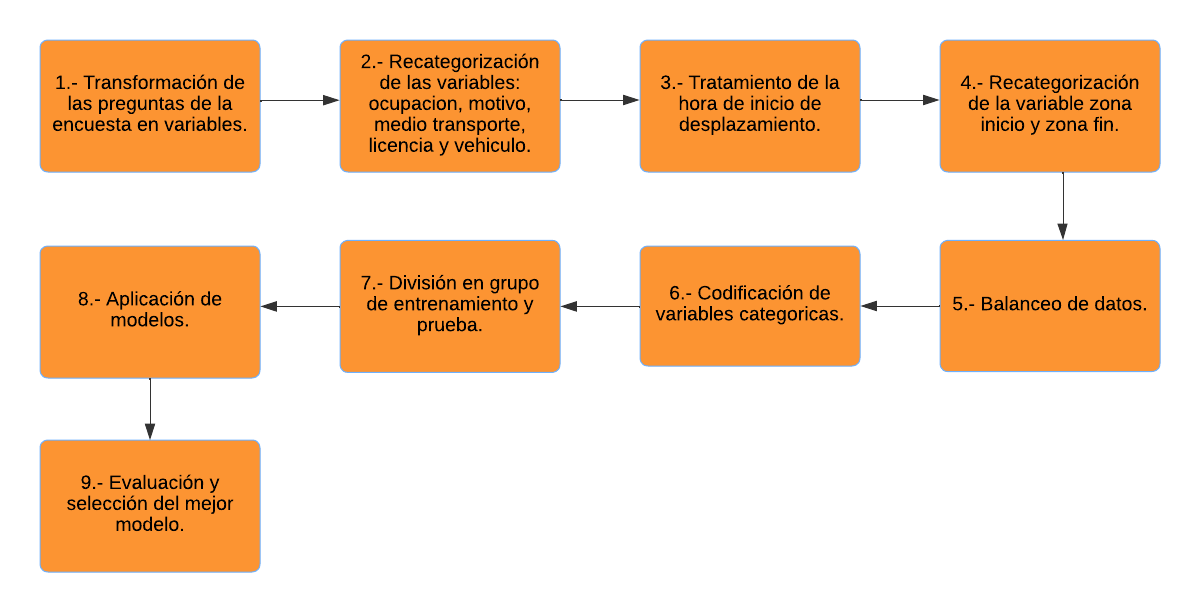 1.- Transformación de
las preguntas de la
encuesta en variables.
2.- Recategorización
de las variables:
ocupacion, motivo,
medio transporte,
licencia y vehiculo.
3.- Tratamiento de la
hora de inicio de
desplazamiento.
4.- Recategorización
de la variable zona
inicio y zona fin.
5.- Balanceo de datos.
6.- Codificación de
variables categoricas.
7.- División en grupo
de entrenamiento y
prueba.
8.- Aplicación de
modelos.
9.- Evaluación y
selección del mejor
modelo.